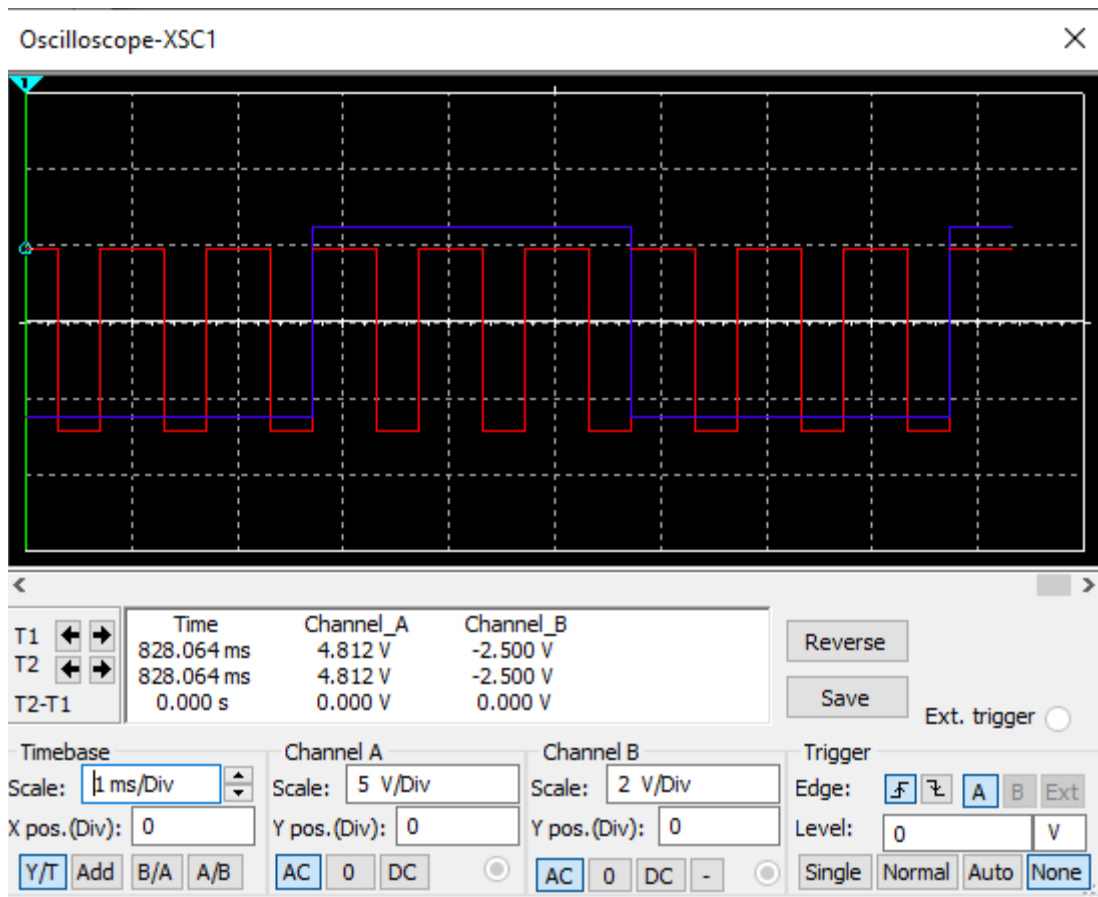 Oscilloscope-XSC1
1
T1
T2
T2-T1
Time Channel_A Channel_B
828.064 ms 4.812 V -2.500 V
828.064 ms 4.812 V -2.500 V
0.000 s 0.000 V 0.000 V
Reverse
Save
Ext. trigger
Timebase
Scale: 1 ms/Div
X pos.(Div): 0
Y/T Add B/A A/B
Channel A
Scale: 5 V/Div
Y pos.(Div): 0
AC 0 DC
Channel B
Scale: 2 V/Div
Y pos.(Div): 0
AC 0 DC -
Trigger
Edge: A B Ext
Level: 0 V
Single Normal Auto None